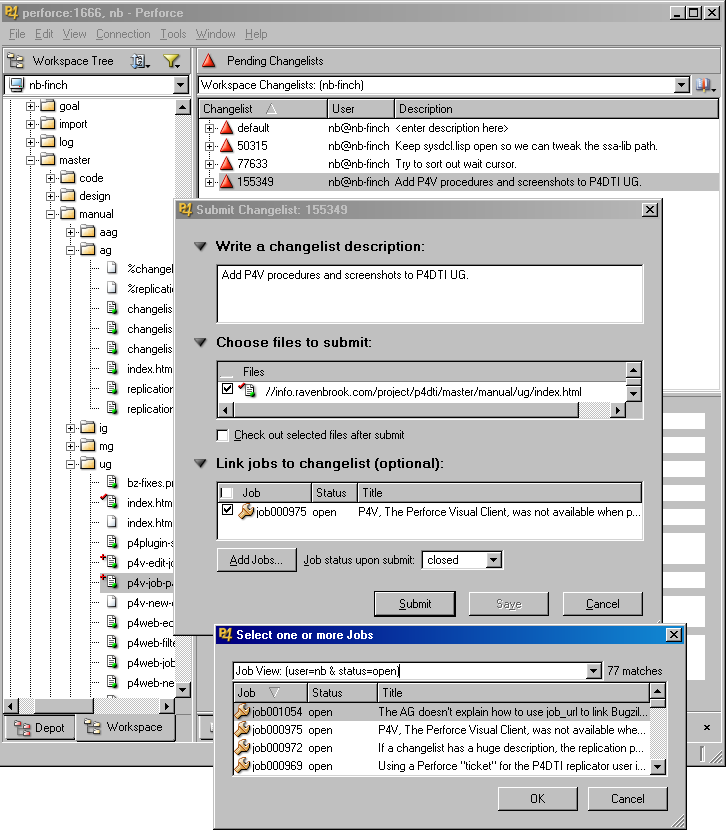 perforce:1666, nb - Perforce
File Edit View Connection Tools Window Help
Workspace Tree
nb-finch
goal
import
log
master
code
design
manual
aag
ag
%changel
%replicatio
changelis
changelis
changelis
index.htm
replication
replication
ig
mg
ug
bz-fixes.pn
index.htm
index.htm
p4plugin-s
p4v-edit-jo
p4v-job-pa
p4v-new-
p4web-ed
p4web-filte
p4web-job
p4web-ne
Depot Workspace
Pending Changelists
Workspace Changelists: (nb-finch)
Changelist User Description
default nb@nb-finch <enter description here>
50315 nb@nb-finch Keep sysdcl.lisp open so we can tweak the ssa-lib path.
77633 nb@nb-finch Try to sort out wait cursor.
155349 nb@nb-finch Add P4V procedures and screenshots to P4DTI UG.
Submit Changelist: 155349
Write a changelist description:
Add P4V procedures and screenshots to P4DTI UG.
Choose files to submit:
Files
//info.ravenbrook.com/project/p4dti/master/manual/ug/index.html
Check out selected files after submit
Link jobs to changelist (optional):
Job Status Title
job000975 open P4V, The Perforce Visual Client, was not available when p...
Add Jobs... Job status upon submit: closed
Submit Save Cancel
Select one or more Jobs
Job View: (user=nb & status=open) 77 matches
Job Status Title
job001054 open The AG doesn't explain how to use job_url to link Bugzil...
job000975 open P4V, The Perforce Visual Client, was not available whe...
job000972 open If a changelist has a huge description, the replication p...
job000969 open Using a Perforce "ticket" for the P4DTI replicator user i...
OK Cancel